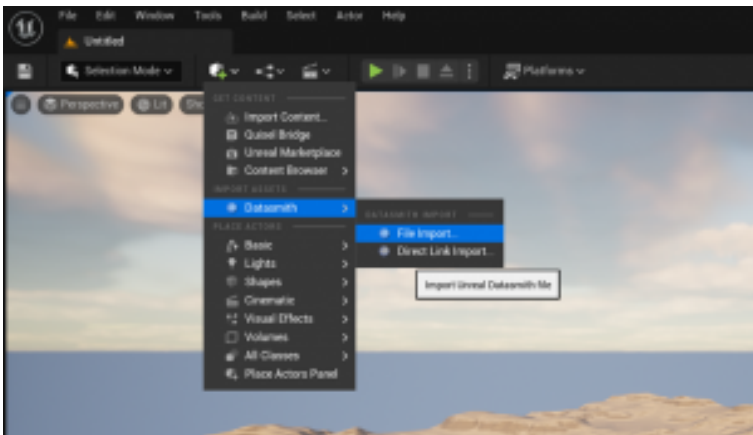 File Edit Window Tools Build Select Actor Help
Untitled
Selection Mode
Platforms
Perspective Lit
GET CONTENT
Import Content...
Quixel Bridge
Unreal Marketplace
Content Browser
IMPORT ASSETS
Datasmith
DATASMITH IMPORT
File Import...
Direct Link Import...
Import Unreal Datasmith file
PLACE ACTORS
Basic
Lights
Shapes
Cinematic
Visual Effects
Volumes
All Classes
Place Actors Panel